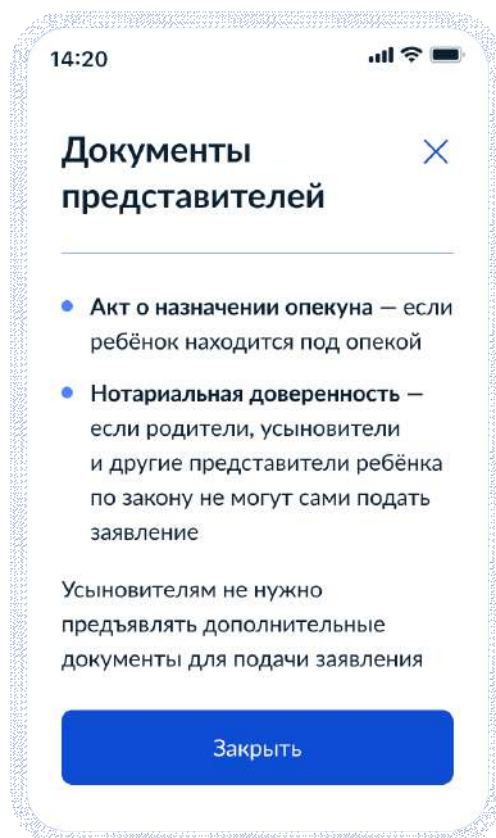 14:20
Документы
представителей
Акт о назначении опекуна — если
ребёнок находится под опекой
Нотариальная доверенность —
если родители, усыновители
и другие представители ребёнка
по закону не могут сами подать
заявление
Усыновителям не нужно
предъявлять дополнительные
документы для подачи заявления
Закрыть